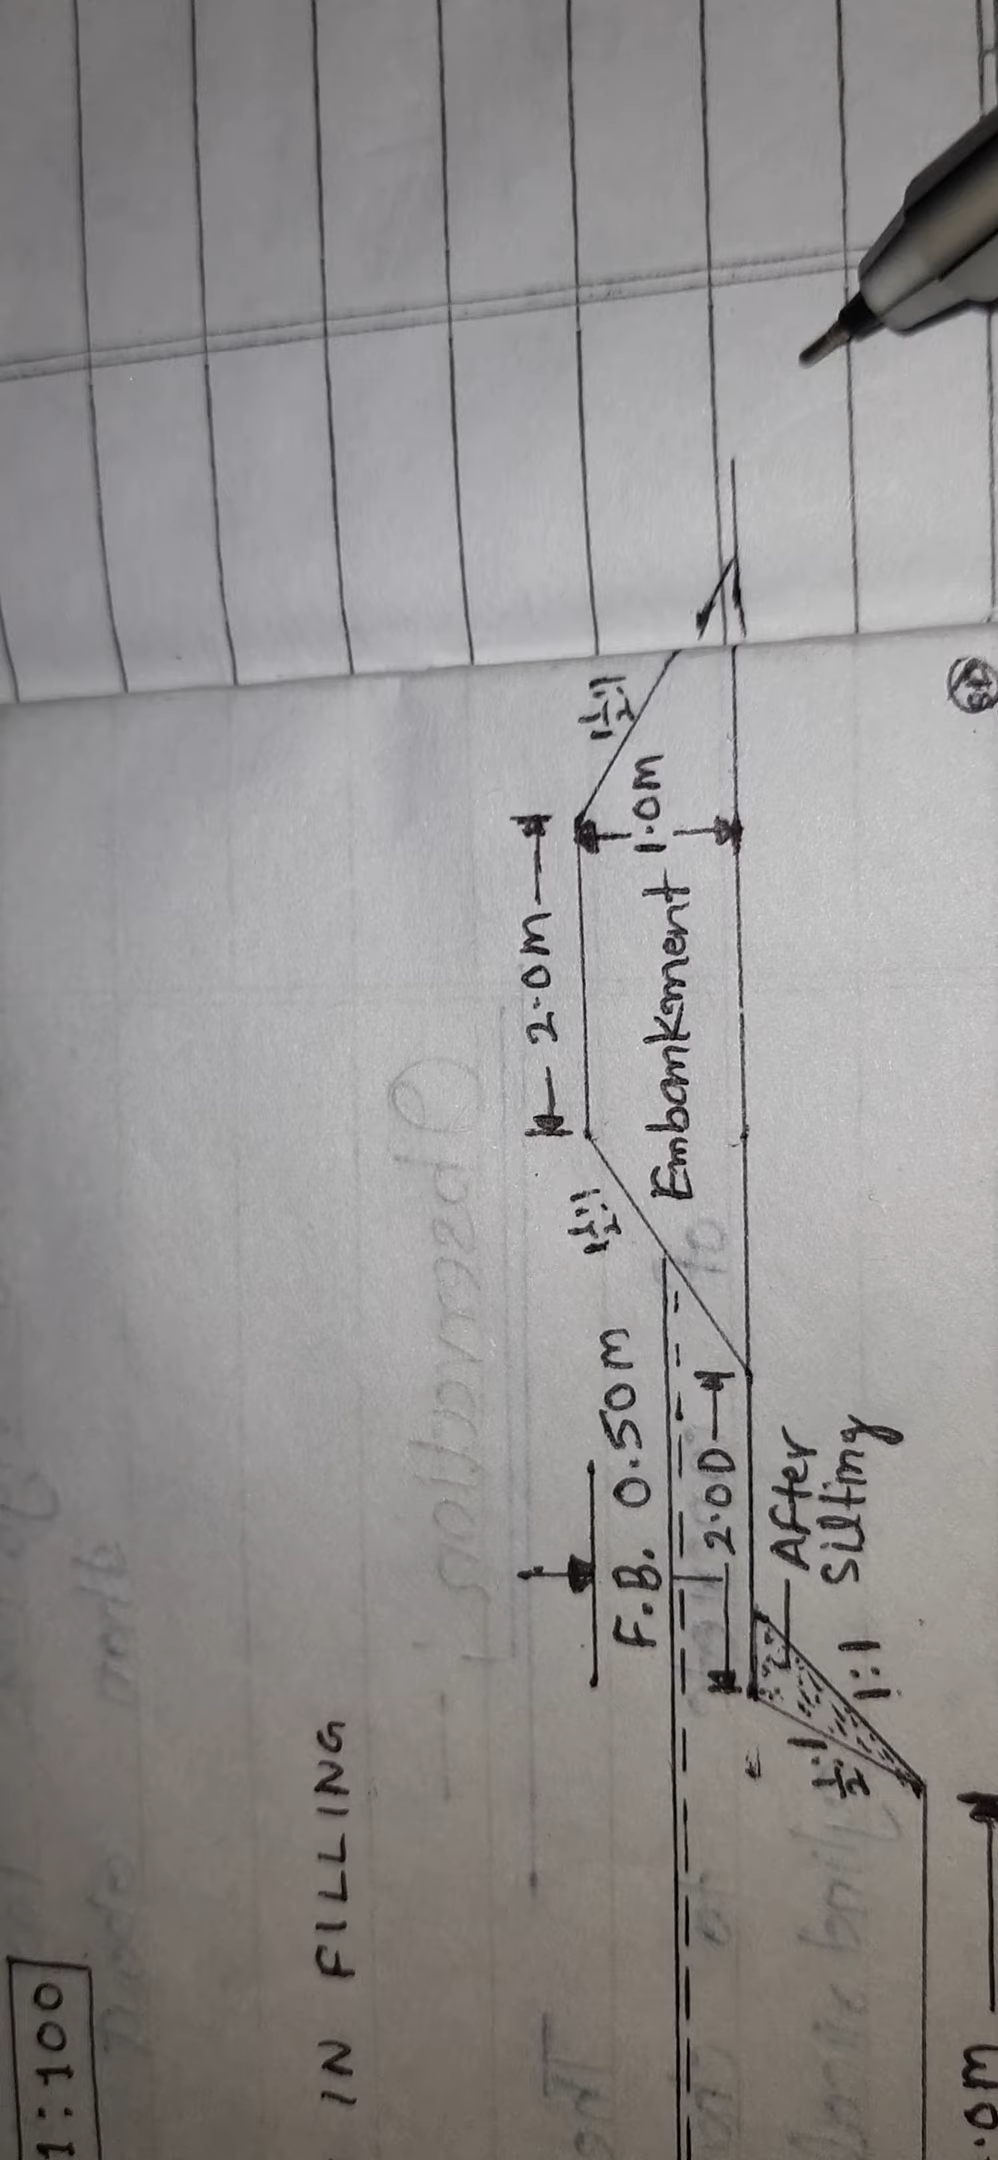 1:100
IN FILLING
2.0m
1½:1
1½:1
F.B. 0.50m
Embankment 1.0m
2.0D
After
Silting
½:1
1:1
.0m